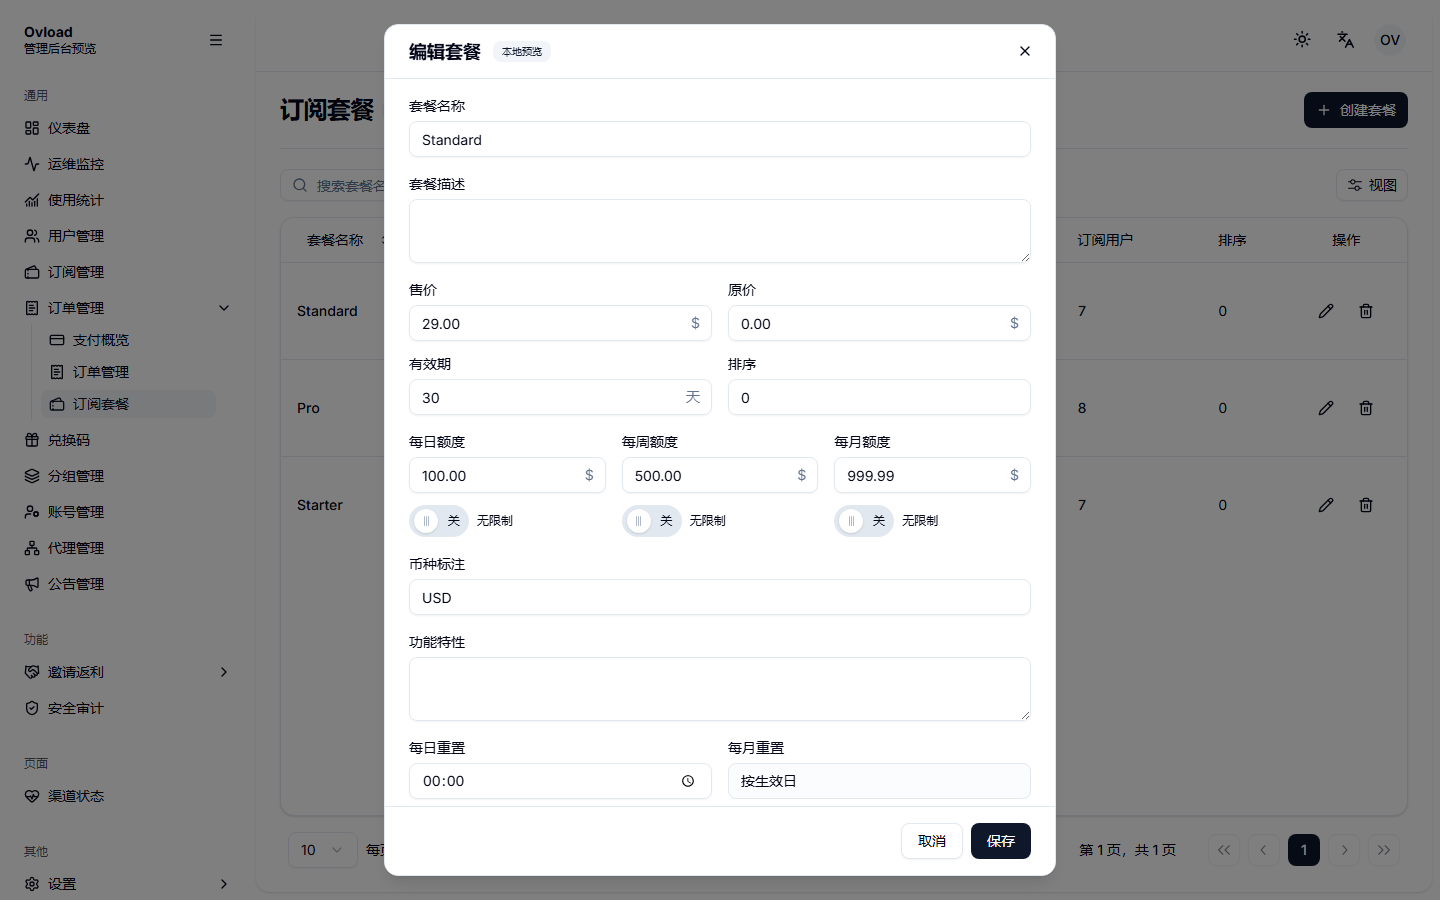 Ovload
管理后台预览
通用
仪表盘
运维监控
使用统计
用户管理
订阅管理
订单管理
支付概览
订单管理
订阅套餐
兑换码
分组管理
账号管理
代理管理
公告管理
功能
邀请返利
安全审计
页面
渠道状态
其他
设置
OV
订阅套餐
创建套餐
搜索套餐名
视图
套餐名称
订阅用户
排序
操作
Standard
7
0
Pro
8
0
Starter
7
0
10
第 1 页，共 1 页
1
编辑套餐
本地预览
套餐名称
Standard
套餐描述
售价
原价
29.00 $
0.00 $
有效期
排序
30 天
0
每日额度
每周额度
每月额度
100.00 $
500.00 $
999.99 $
关 无限制
关 无限制
关 无限制
币种标注
USD
功能特性
每日重置
每月重置
00:00
按生效日
取消
保存